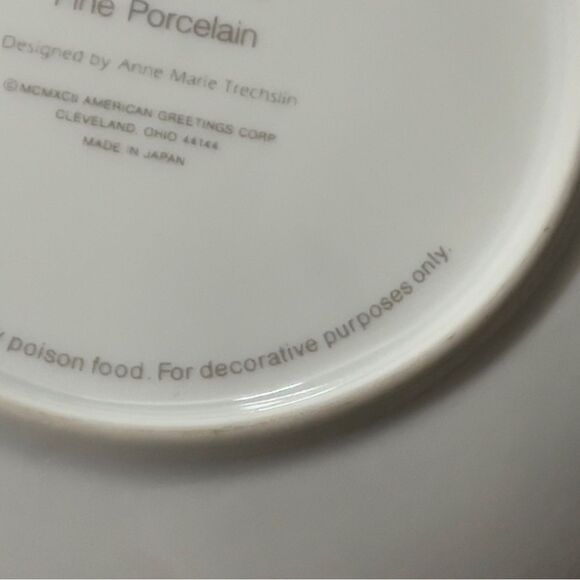 Fine Porcelain
Designed by Anne Marie Trechslin
©MCMXCII AMERICAN GREETINGS CORP
CLEVELAND, OHIO 44144
MADE IN JAPAN
poison food. For decorative purposes only.